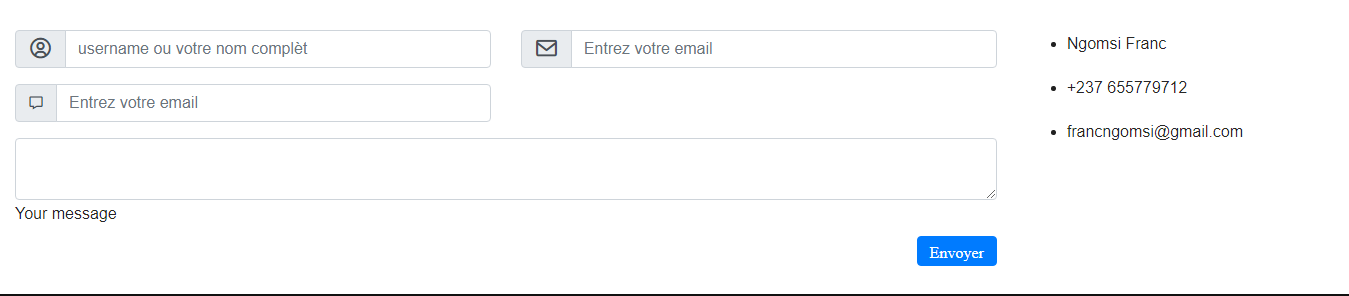 username ou votre nom complèt
Entrez votre email
Entrez votre email
Your message
Envoyer
Ngomsi Franc
+237 655779712
francngomsi@gmail.com